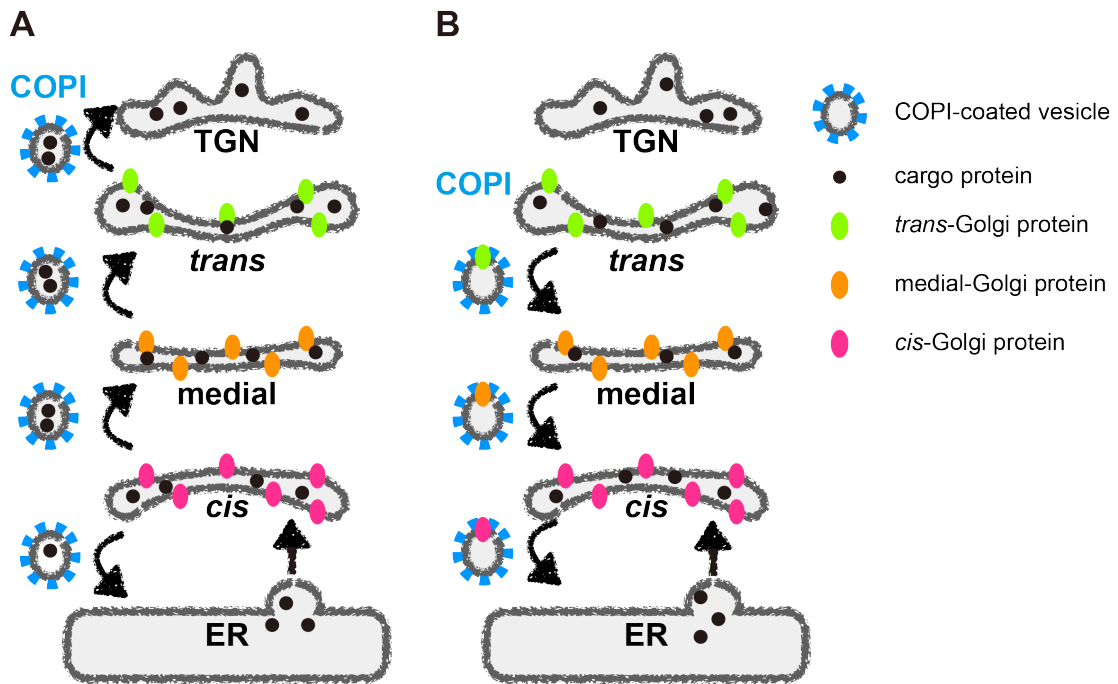 A
COPI
TGN
trans
medial
cis
ER
B
TGN
COPI
trans
medial
cis
ER
COPI-coated vesicle
cargo protein
trans-Golgi protein
medial-Golgi protein
cis-Golgi protein